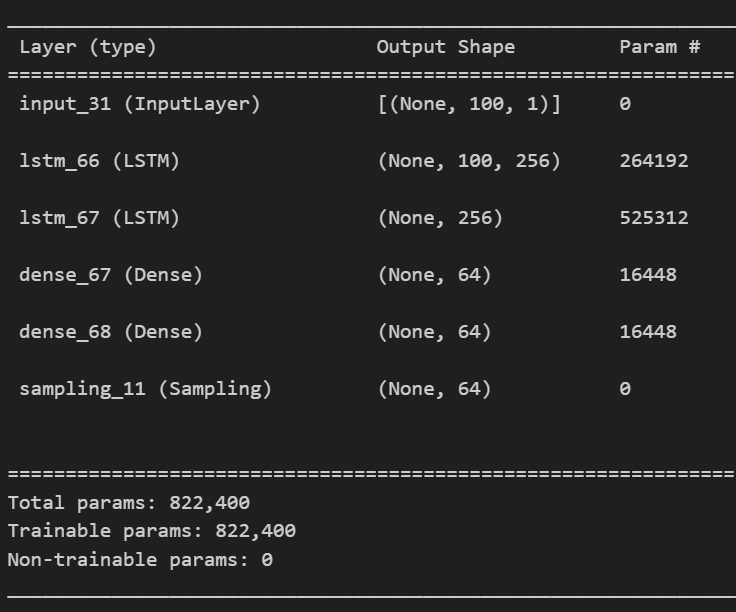 Layer (type) Output Shape Param #
=================================================================
input_31 (InputLayer) [(None, 100, 1)] 0
lstm_66 (LSTM) (None, 100, 256) 264192
lstm_67 (LSTM) (None, 256) 525312
dense_67 (Dense) (None, 64) 16448
dense_68 (Dense) (None, 64) 16448
sampling_11 (Sampling) (None, 64) 0
=================================================================
Total params: 822,400
Trainable params: 822,400
Non-trainable params: 0